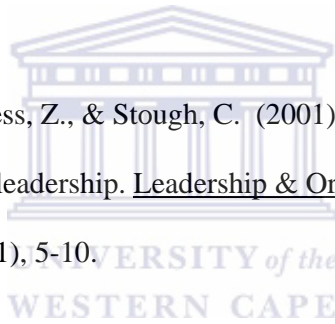 ess, Z., & Stough, C. (2001)
leadership. Leadership & Or
1), 5-10.
UNIVERSITY of the
WESTERN CAPE